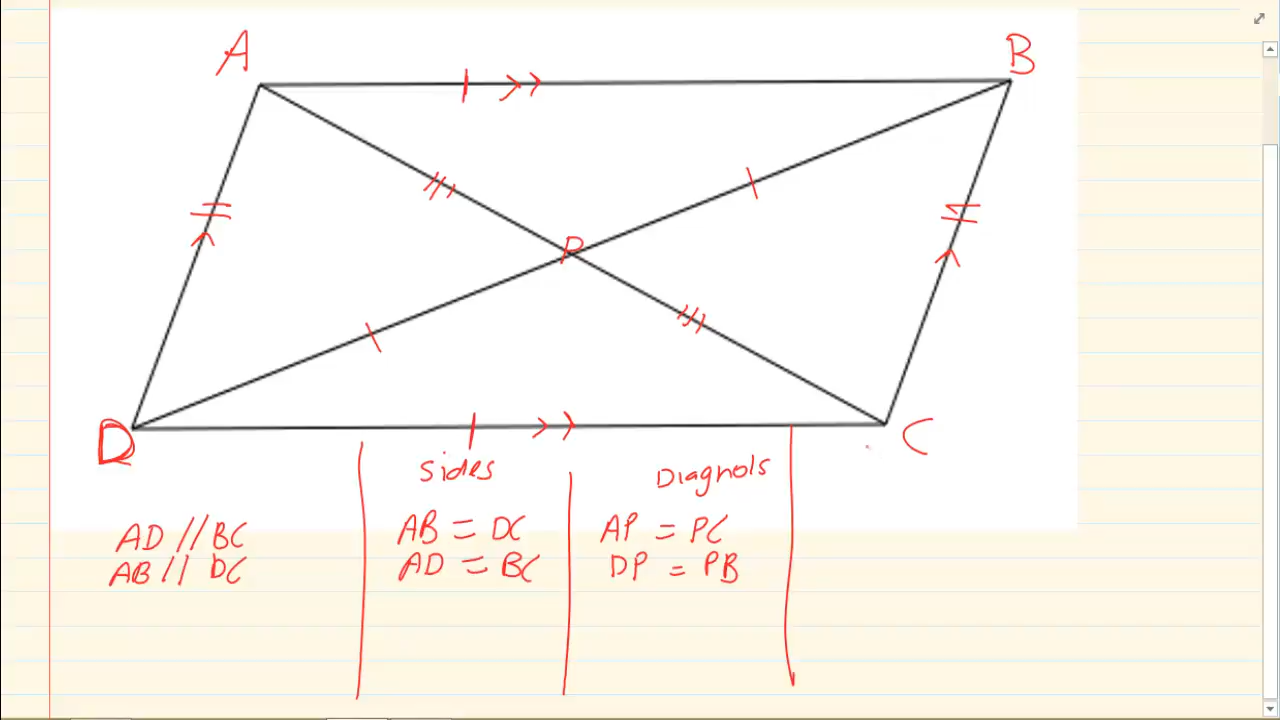 A
B
P
D
C
Sides
Diagnols
AD // BC
AB // DC
AB = DC
AD = BC
AP = PC
DP = PB